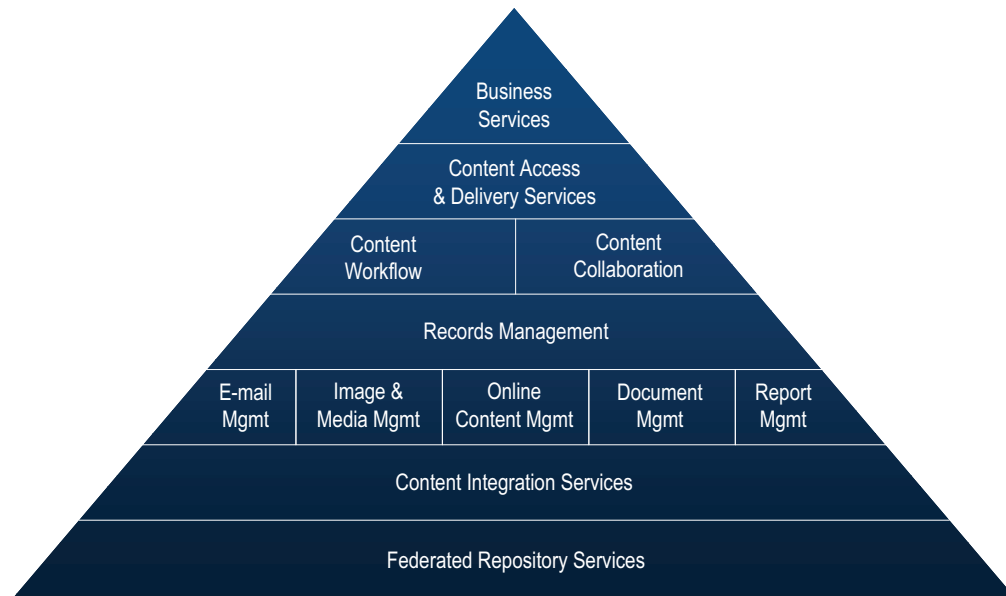 Business
Services
Content Access
& Delivery Services
Content
Workflow
Content
Collaboration
Records Management
E-mail
Mgmt
Image &
Media Mgmt
Online
Content Mgmt
Document
Mgmt
Report
Mgmt
Content Integration Services
Federated Repository Services